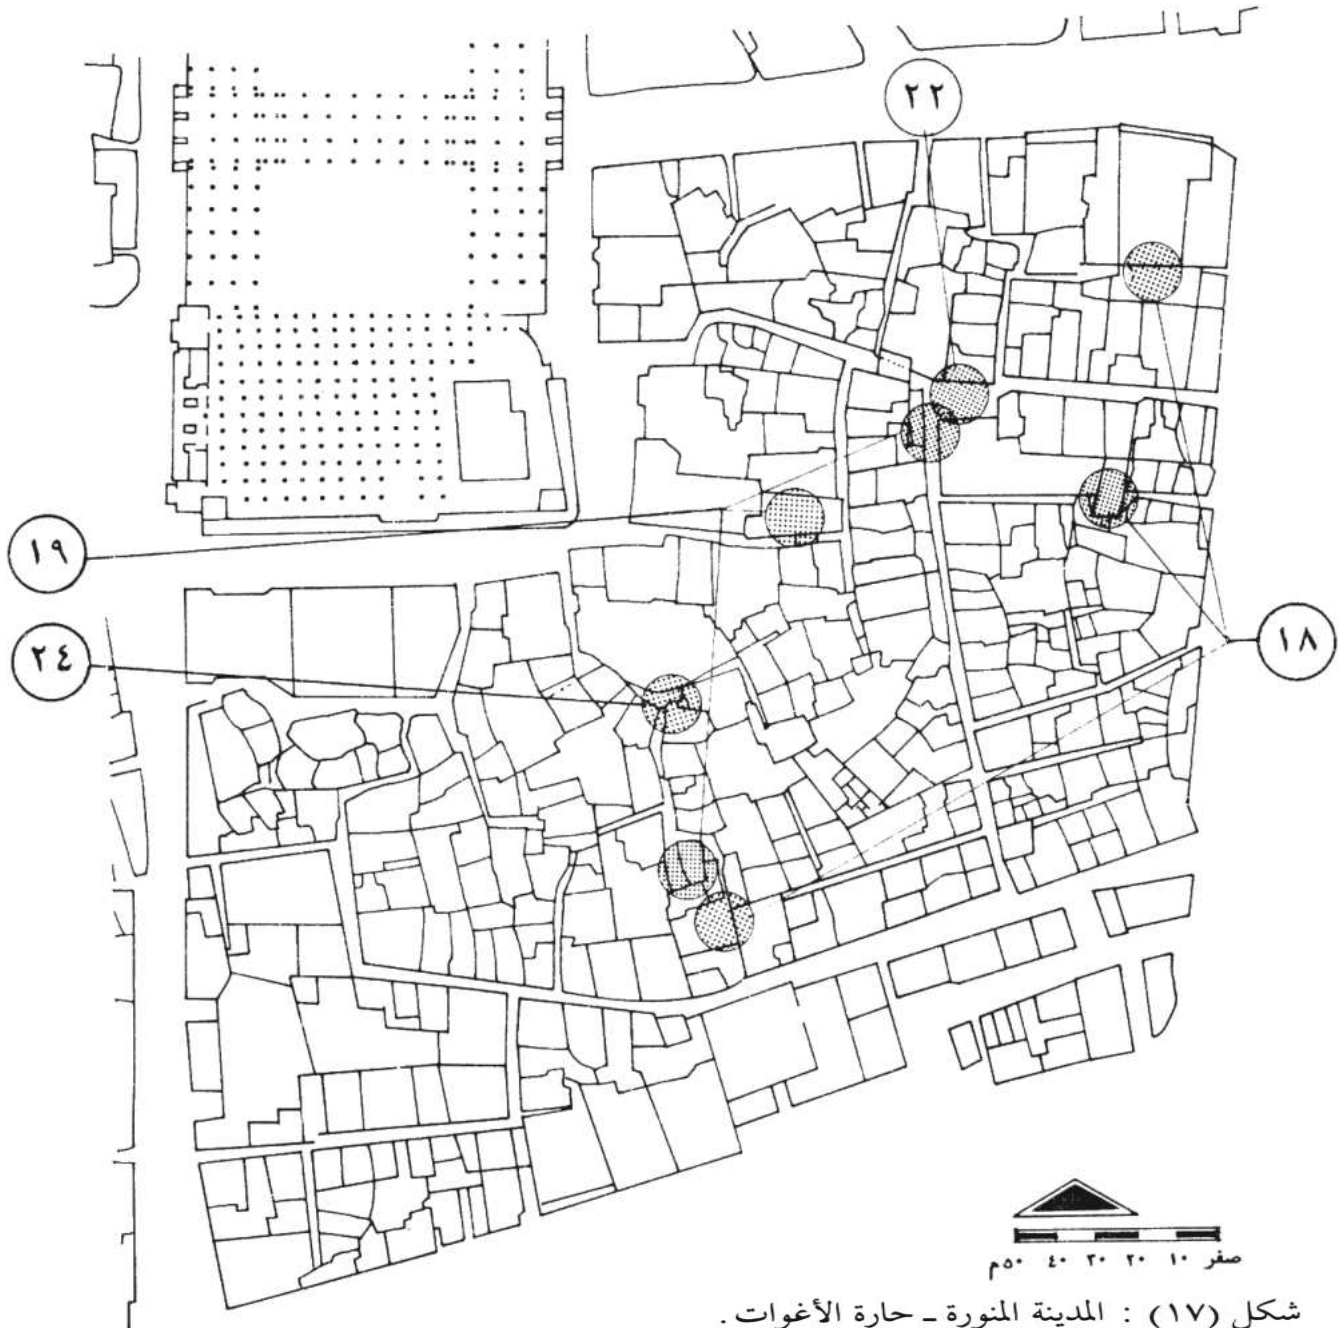 ٢٢
١٩
٢٤
١٨
صفر ١٠ ٢٠ ٣٠ ٤٠ ٥٠م
شكل (١٧) : المدينة المنورة ـ حارة الأغوات .